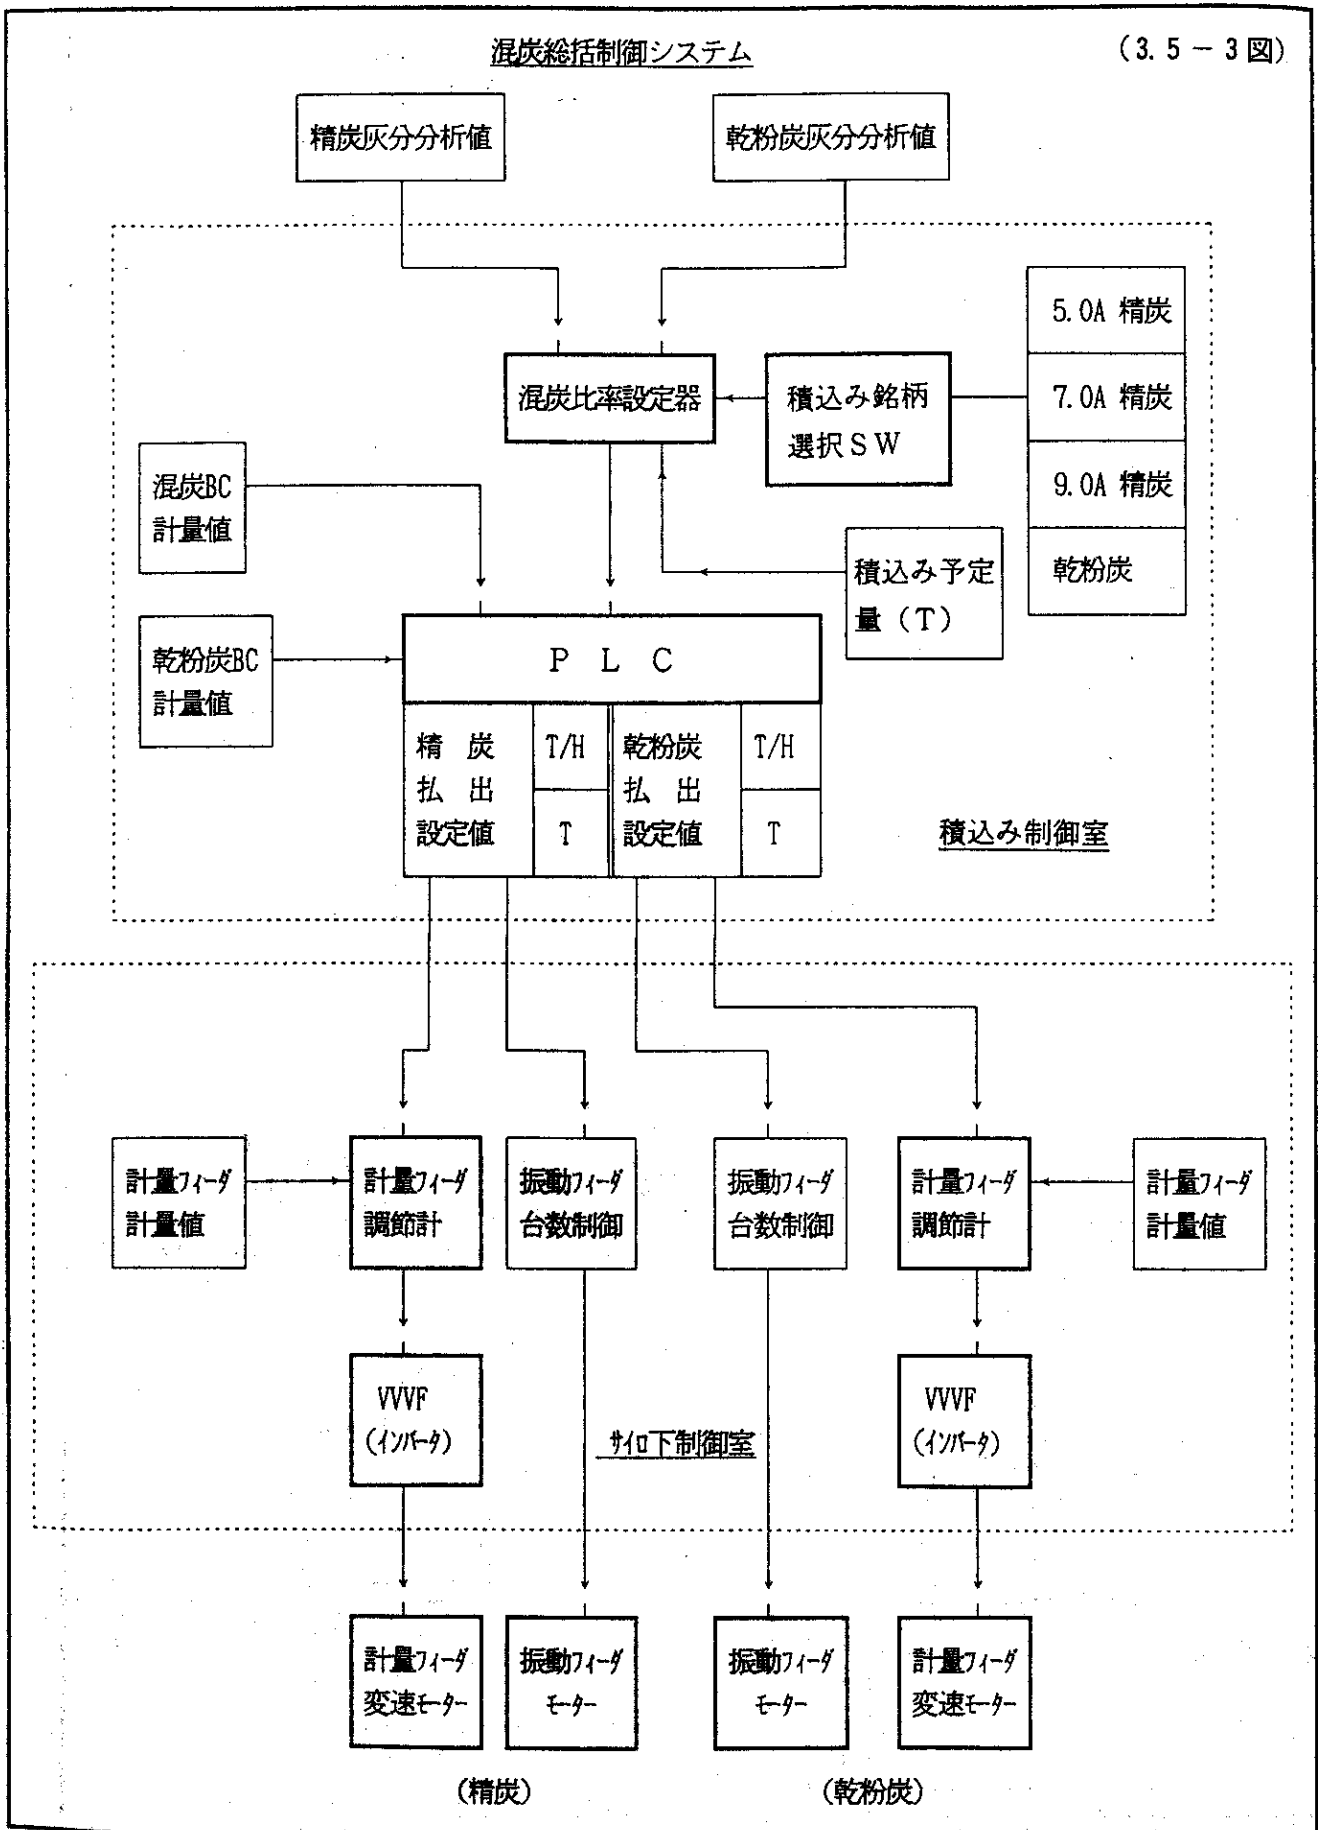 混炭総括制御システム
(3.5－3図)
精炭灰分分析値
乾粉炭灰分分析値
5.0A 精炭
7.0A 精炭
9.0A 精炭
乾粉炭
混炭比率設定器
積込み銘柄
選択SW
混炭BC
計量値
積込み予定
量(T)
乾粉炭BC
計量値
P L C
精 炭
払 出
設定値
T/H
T
乾粉炭
払 出
設定値
T/H
T
積込み制御室
計量フィーダ
計量値
計量フィーダ
調節計
振動フィーダ
台数制御
振動フィーダ
台数制御
計量フィーダ
調節計
計量フィーダ
計量値
VVVF
(インバータ)
サイロ下制御室
VVVF
(インバータ)
計量フィーダ
変速モーター
振動フィーダ
モーター
振動フィーダ
モーター
計量フィーダ
変速モーター
(精炭)
(乾粉炭)